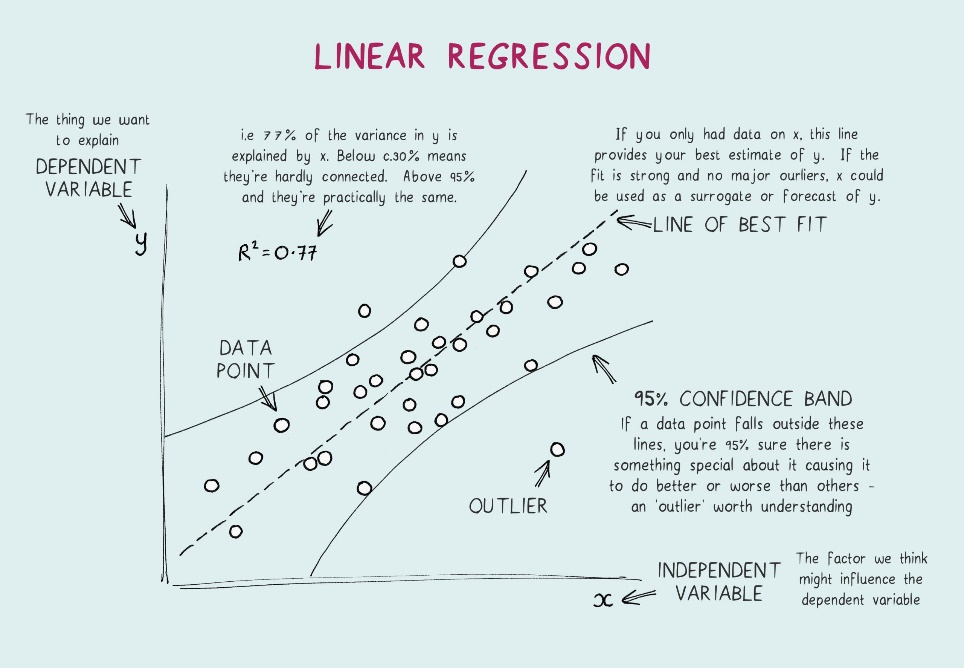 LINEAR REGRESSION
The thing we want
to explain
DEPENDENT
VARIABLE
y
i.e 77% of the variance in y is
explained by x. Below c.30% means
they're hardly connected. Above 95%
and they're practically the same.
R²=0.77
If you only had data on x, this line
provides your best estimate of y. If the
fit is strong and no major ourliers, x could
be used as a surrogate or forecast of y.
LINE OF BEST FIT
DATA
POINT
95% CONFIDENCE BAND
If a data point falls outside these
lines, you're 95% sure there is
something special about it causing it
to do better or worse than others -
an 'outlier' worth understanding
OUTLIER
INDEPENDENT
VARIABLE
x
The factor we think
might influence the
dependent variable